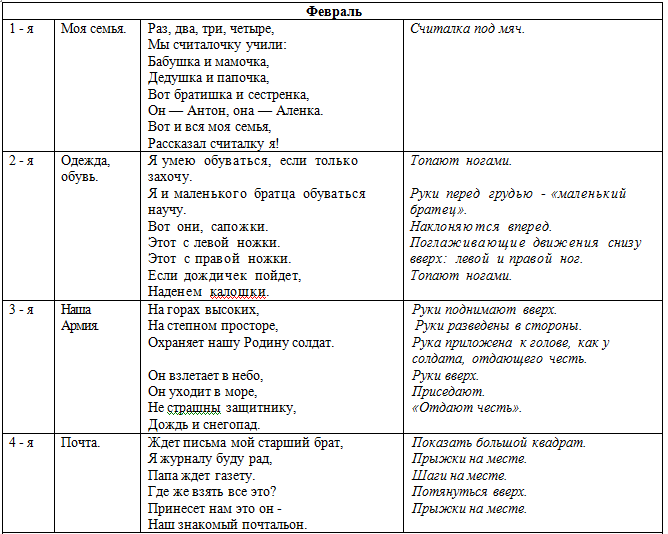 Февраль
1 - я Моя семья. Раз, два, три, четыре, Считалка под мяч.
Мы считалочку учили:
Бабушка и мамочка,
Дедушка и папочка,
Вот братишка и сестренка,
Он — Антон, она — Аленка.
Вот и вся моя семья,
Рассказал считалку я!
2 - я Одежда, Я умею обуваться, если только Топают ногами.
обувь. захочу.
Я и маленького братца обуваться Руки перед грудью - «маленький
научу. братец».
Вот они, сапожки. Наклоняются вперед.
Этот с левой ножки. Поглаживающие движения снизу
Этот с правой ножки. вверх: левой и правой ног.
Если дождичек пойдет, Топают ногами.
Наденем калошки.
3 - я Наша На горах высоких, Руки поднимают вверх.
Армия. На степном просторе, Руки разведены в стороны.
Охраняет нашу Родину солдат. Рука приложена к голове, как у
солдата, отдающего честь.
Он взлетает в небо, Руки вверх.
Он уходит в море, Приседают.
Не страшны защитнику, «Отдают честь».
Дождь и снегопад.
4 - я Почта. Ждет письма мой старший брат, Показать большой квадрат.
Я журналу буду рад, Прыжки на месте.
Папа ждет газету. Шаги на месте.
Где же взять все это? Потянуться вверх.
Принесет нам это он - Прыжки на месте.
Наш знакомый почтальон.